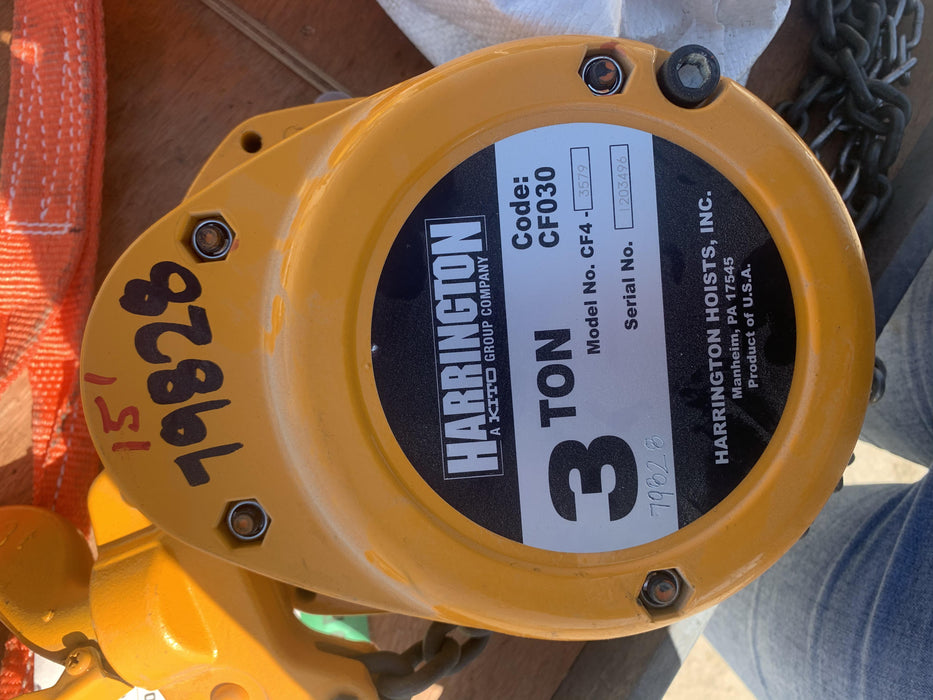 HARRINGTON
A KITO GROUP COMPANY
Code:
CF030
3 TON
Model No. CF4 - 3579
Serial No. 1203496
79828
HARRINGTON HOISTS, INC.
Manheim, PA 17545
Product of U.S.A.
15'
79828